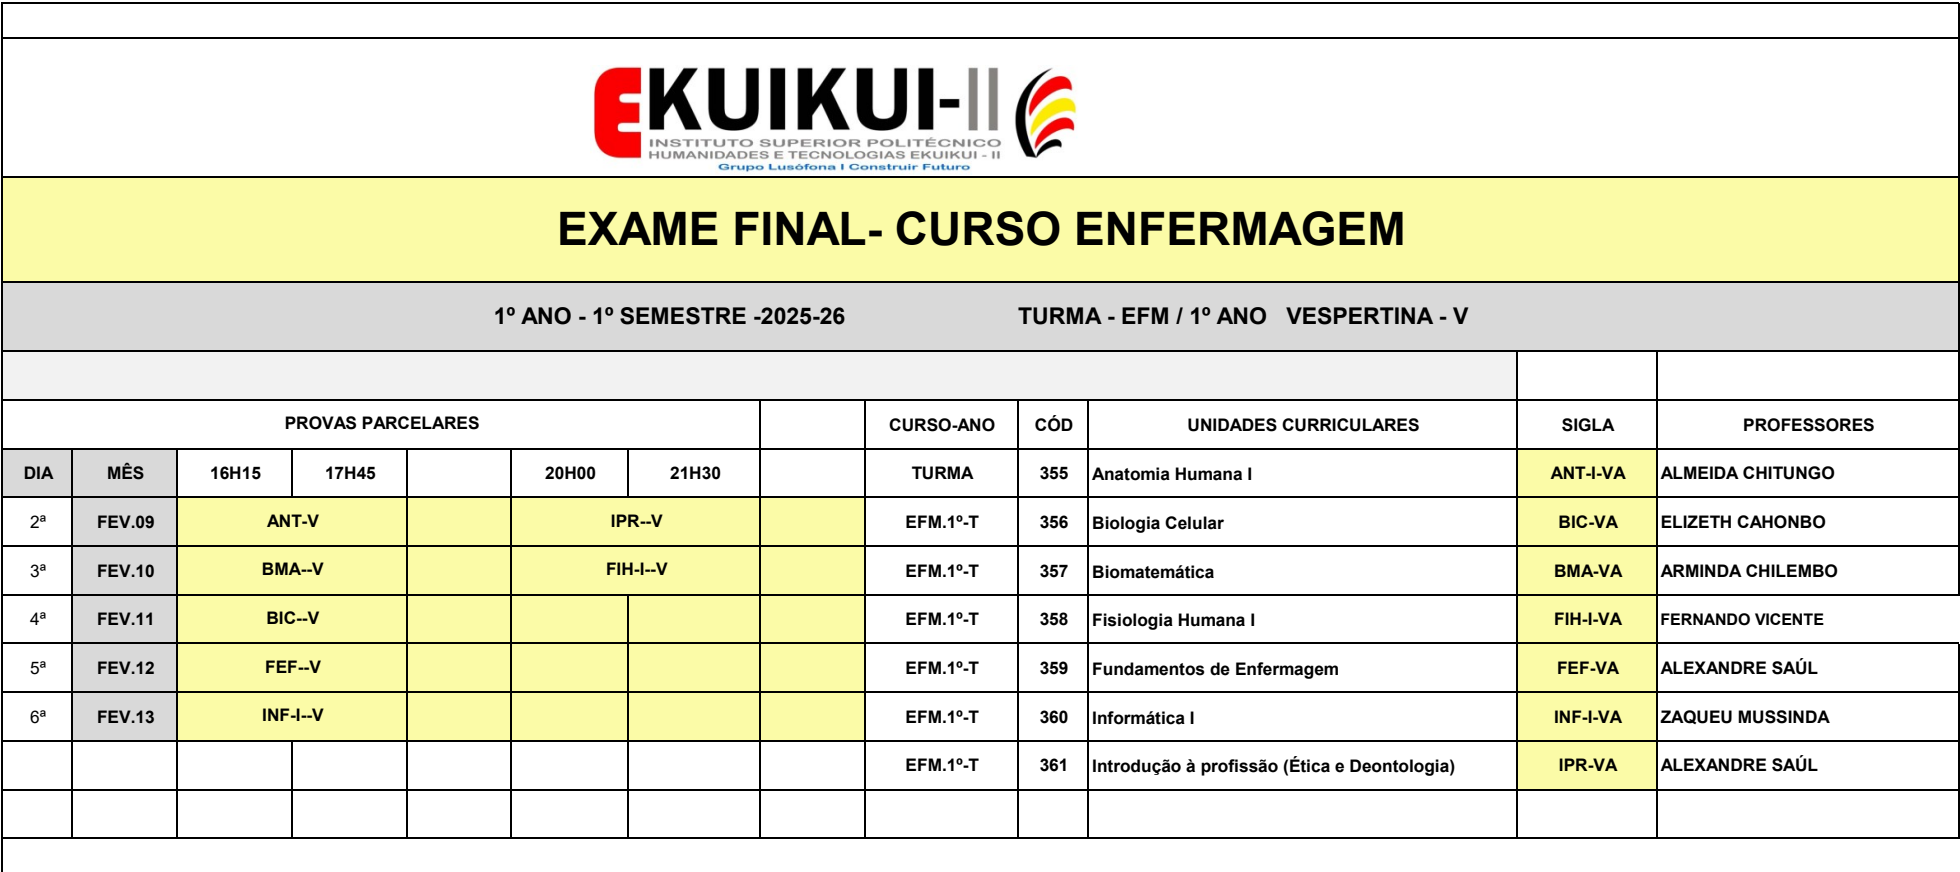 EKUIKUI-II
INSTITUTO SUPERIOR POLITÉCNICO
HUMANIDADES E TECNOLOGIAS EKUIKUI - II
Grupo Lusófona I Construir Futuro
EXAME FINAL- CURSO ENFERMAGEM
1º ANO - 1º SEMESTRE -2025-26 TURMA - EFM / 1º ANO VESPERTINA - V
PROVAS PARCELARES CURSO-ANO CÓD UNIDADES CURRICULARES SIGLA PROFESSORES
DIA MÊS 16H15 17H45 20H00 21H30 TURMA 355 Anatomia Humana I ANT-I-VA ALMEIDA CHITUNGO
2ª FEV.09 ANT-V IPR--V EFM.1º-T 356 Biologia Celular BIC-VA ELIZETH CAHONBO
3ª FEV.10 BMA--V FIH-I--V EFM.1º-T 357 Biomatemática BMA-VA ARMINDA CHILEMBO
4ª FEV.11 BIC--V EFM.1º-T 358 Fisiologia Humana I FIH-I-VA FERNANDO VICENTE
5ª FEV.12 FEF--V EFM.1º-T 359 Fundamentos de Enfermagem FEF-VA ALEXANDRE SAÚL
6ª FEV.13 INF-I--V EFM.1º-T 360 Informática I INF-I-VA ZAQUEU MUSSINDA
EFM.1º-T 361 Introdução à profissão (Ética e Deontologia) IPR-VA ALEXANDRE SAÚL